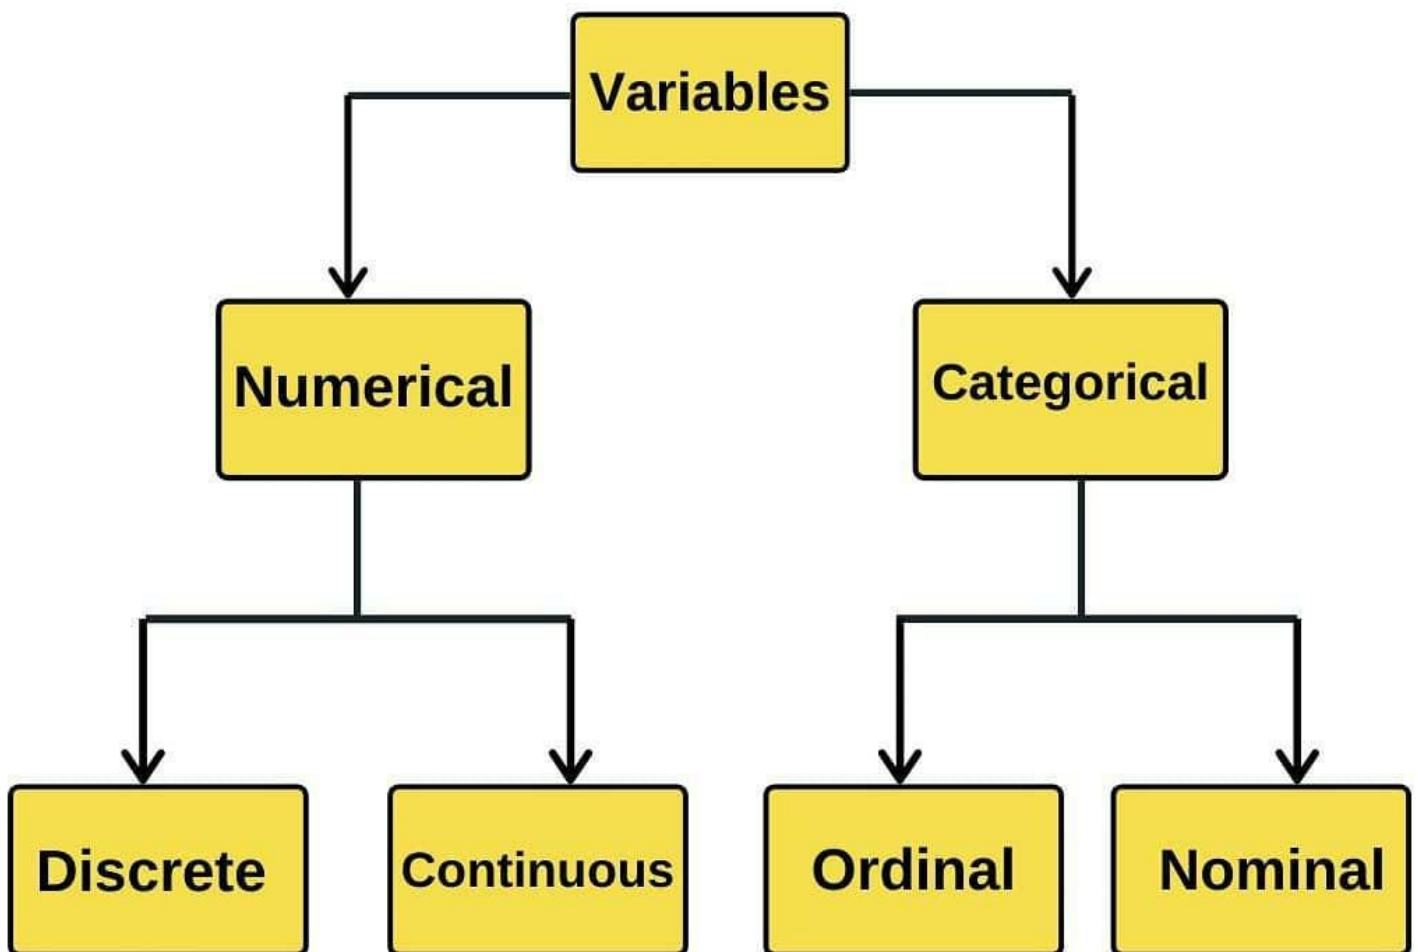 Variables
Numerical
Categorical
Discrete
Continuous
Ordinal
Nominal